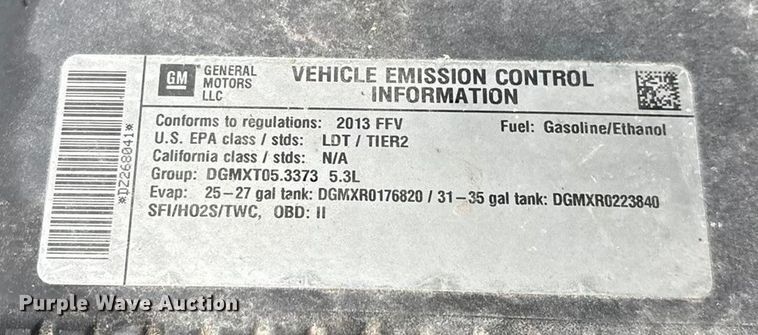 GM GENERAL MOTORS LLC
VEHICLE EMISSION CONTROL
INFORMATION
*DZ268041*
Conforms to regulations: 2013 FFV Fuel: Gasoline/Ethanol
U.S. EPA class / stds: LDT / TIER2
California class / stds: N/A
Group: DGMXT05.3373 5.3L
Evap: 25-27 gal tank: DGMXR0176820 / 31-35 gal tank: DGMXR0223840
SFI/HO2S/TWC, OBD: II
Purple Wave Auction